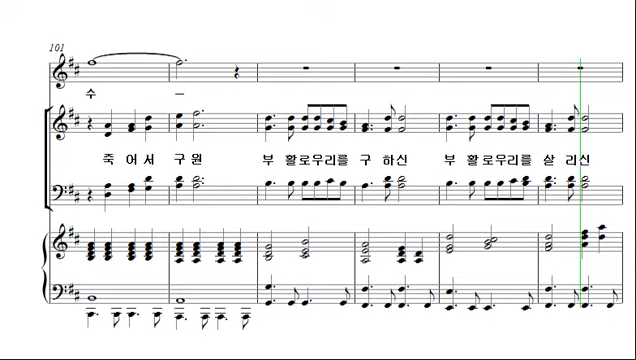 101
수 –
죽 어 서 구 원 부 활로우리를 구 하신 부 활로우리를 살 리신